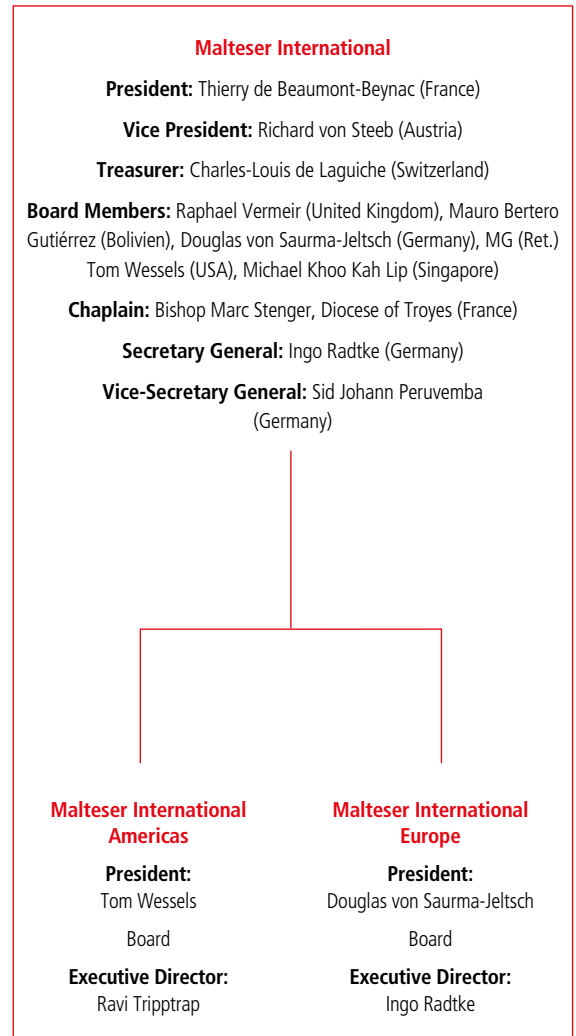 Malteser International
President: Thierry de Beaumont-Beynac (France)
Vice President: Richard von Steeb (Austria)
Treasurer: Charles-Louis de Laguiche (Switzerland)
Board Members: Raphael Vermeir (United Kingdom), Mauro Bertero
Gutiérrez (Bolivien), Douglas von Saurma-Jeltsch (Germany), MG (Ret.)
Tom Wessels (USA), Michael Khoo Kah Lip (Singapore)
Chaplain: Bishop Marc Stenger, Diocese of Troyes (France)
Secretary General: Ingo Radtke (Germany)
Vice-Secretary General: Sid Johann Peruvemba
(Germany)
Malteser International
Americas
President:
Tom Wessels
Board
Executive Director:
Ravi Tripptrap
Malteser International
Europe
President:
Douglas von Saurma-Jeltsch
Board
Executive Director:
Ingo Radtke